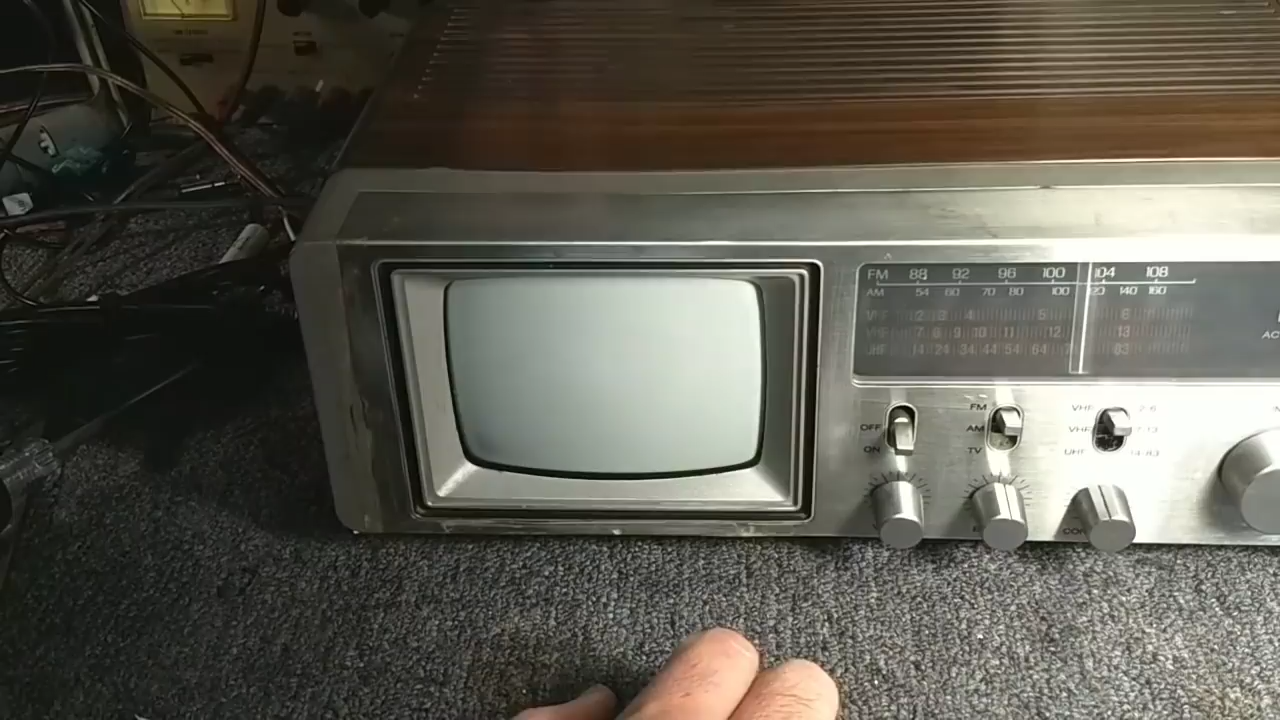 FM 88 92 96 100 104 108
AM 54 60 70 80 100 120 140 160
VHF 2 3 4 5 6
VHF 7 8 9 10 11 12 13
UHF 14 24 34 44 54 64 83
AC
OFF
ON
FM
AM
TV
VHF 2-6
VHF 7-13
UHF 14-83
CON